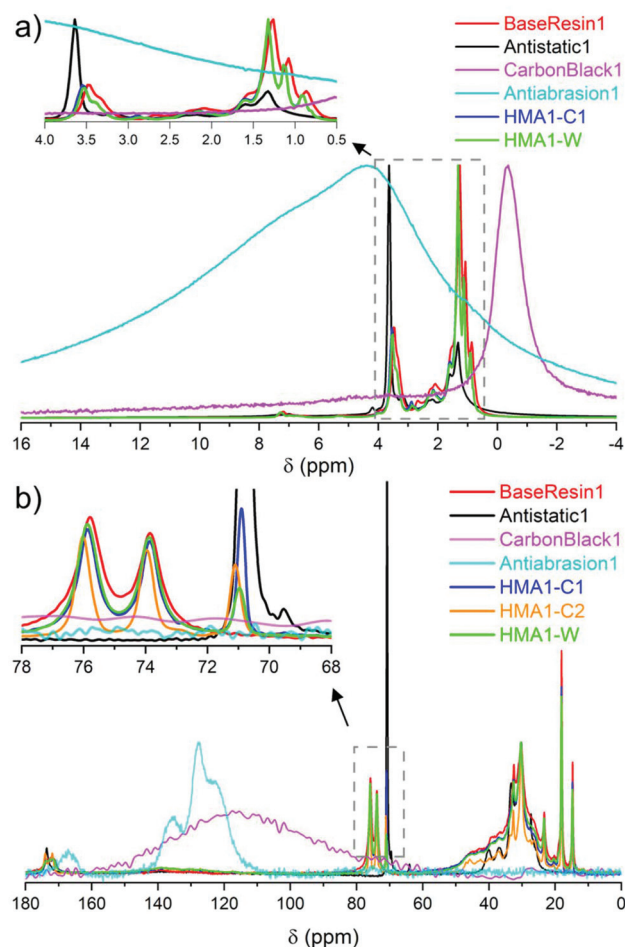 a)
BaseResin1
Antistatic1
CarbonBlack1
Antiabrasion1
HMA1-C1
HMA1-W
4.0 3.5 3.0 2.5 2.0 1.5 1.0 0.5
16 14 12 10 8 6 4 2 0 -2 -4
δ (ppm)
b)
BaseResin1
Antistatic1
CarbonBlack1
Antiabrasion1
HMA1-C1
HMA1-C2
HMA1-W
78 76 74 72 70 68
180 160 140 120 100 80 60 40 20 0
δ (ppm)